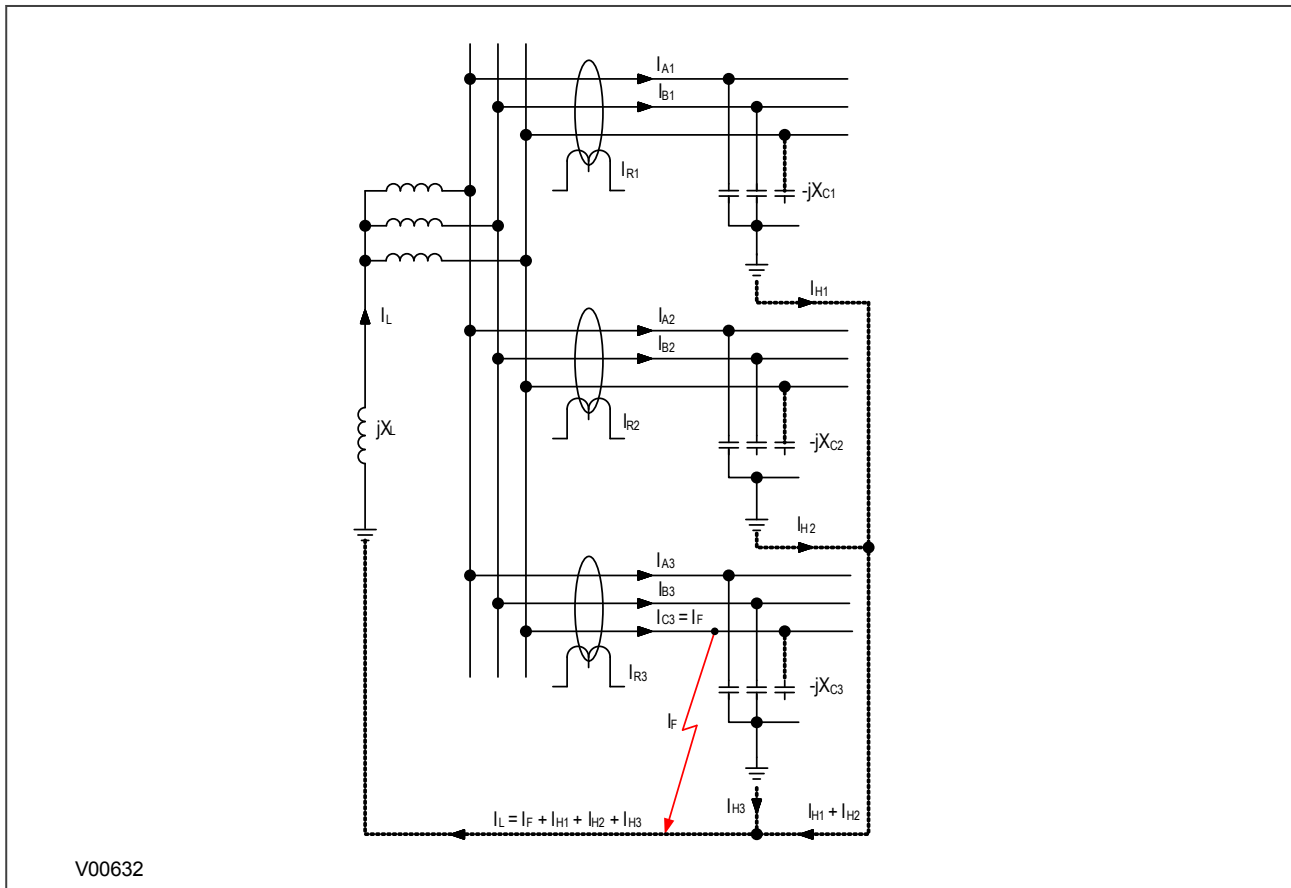 IA1
IB1
IR1
-jXC1
IH1
IL
IA2
IB2
IR2
jXL
-jXC2
IH2
IA3
IB3
IC3 = IF
IR3
-jXC3
IF
IH3
IH1 + IH2
IL = IF + IH1 + IH2 + IH3
V00632